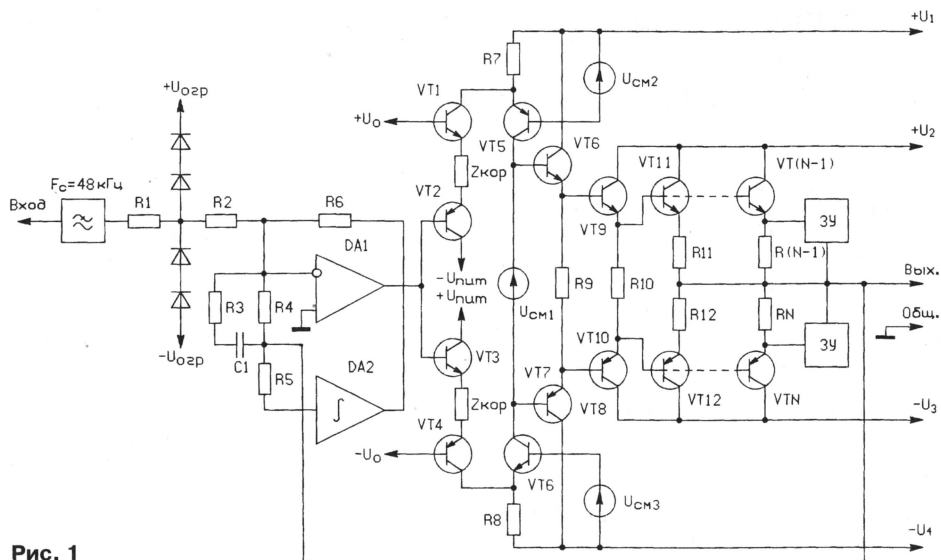 +U1
R7
Uсм2
VT1
+Uогр
+U0
VT5
VT6
+U2
VT11
VT(N-1)
Zкор
Fc=48кГц
Вход
R1
R2
R6
VT2
ЗУ
VT9
DA1
R11
R(N-1)
-Uпит
+Uпит
Вых.
R3
R4
Uсм1
R9
R10
Общ.
R12
RN
C1
VT10
ЗУ
-Uогр
DA2
VT3
R5
∫
VT7
Zкор
VT8
VT12
VTN
-U3
VT4
-U0
VT6
Uсм3
R8
-U4
Рис. 1